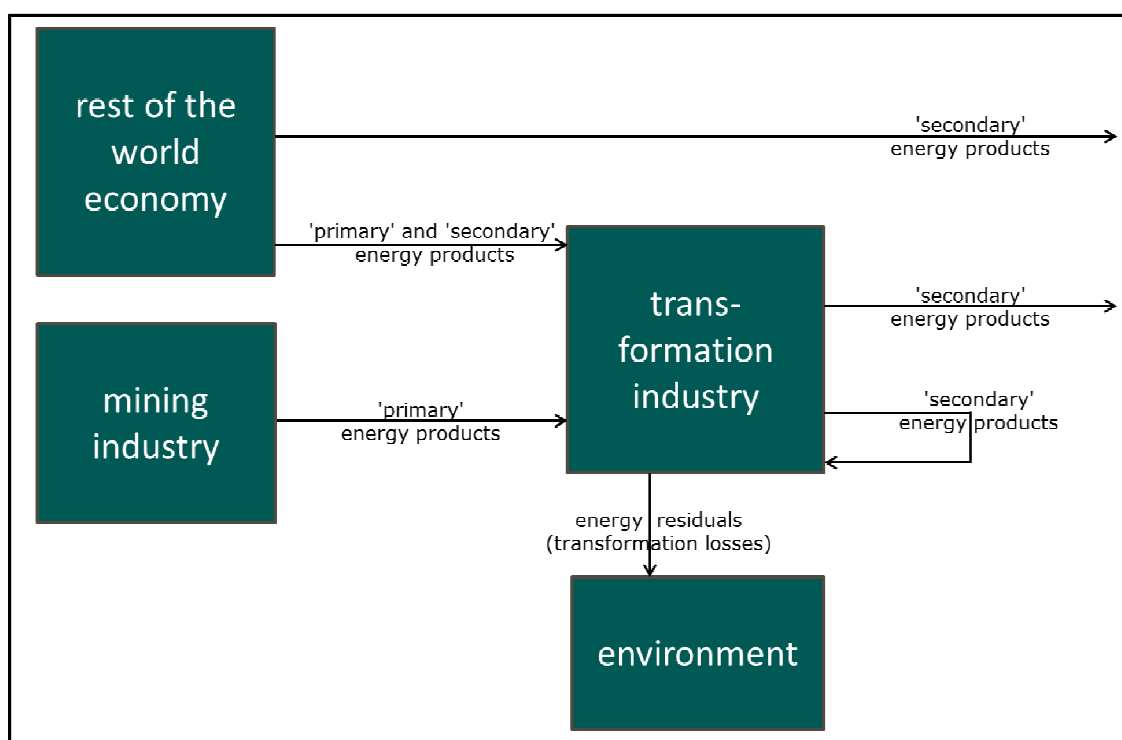 rest of the
world
economy
'secondary'
energy products
'primary' and 'secondary'
energy products
trans-
formation
industry
'secondary'
energy products
mining
industry
'primary'
energy products
'secondary'
energy products
energy residuals
(transformation losses)
environment